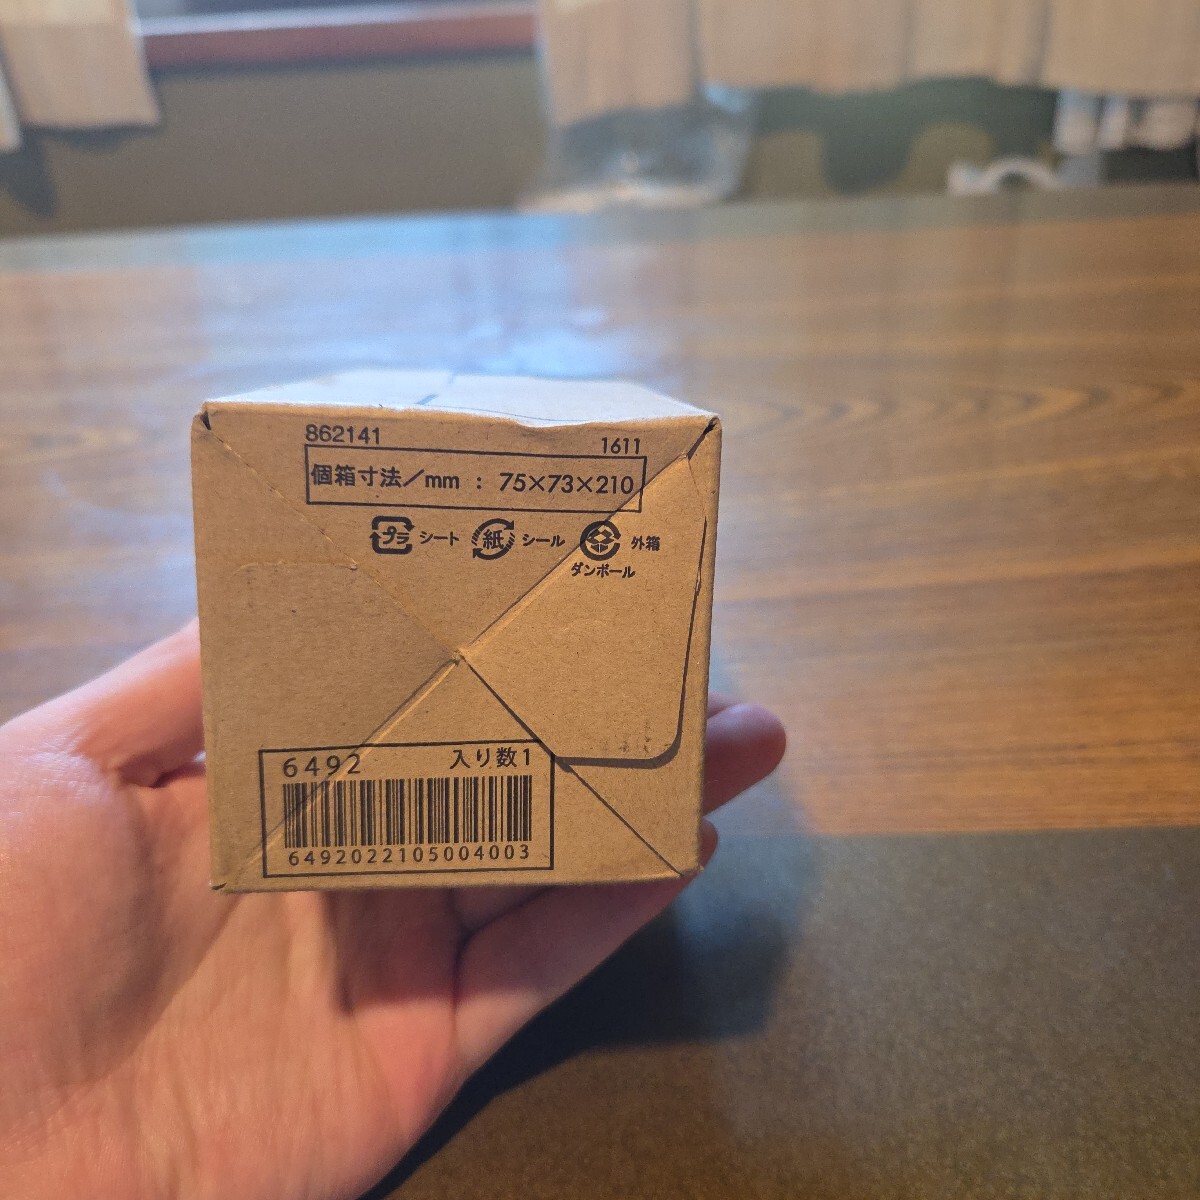 862141 1611
個箱寸法/mm : 75×73×210
プラ シート 紙 シール 外箱
ダンボール
6492 入り数1
6492022105004003